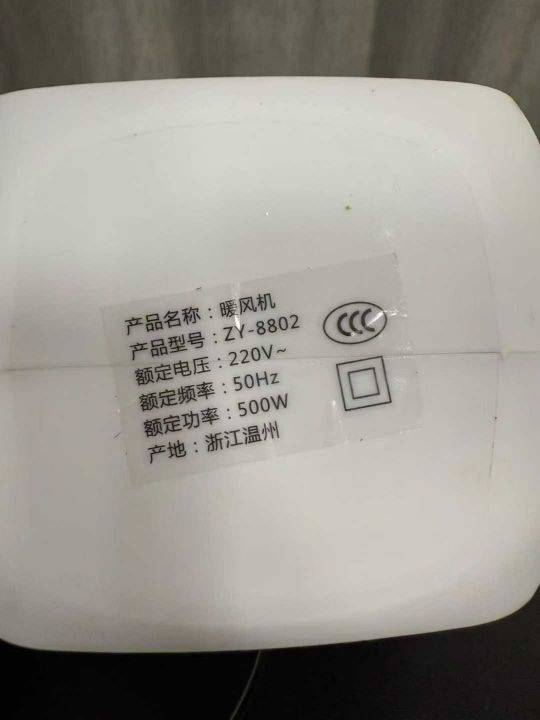 产品名称：暖风机
产品型号：ZY-8802
额定电压：220V~
额定频率：50Hz
额定功率：500W
产地：浙江温州
CCC